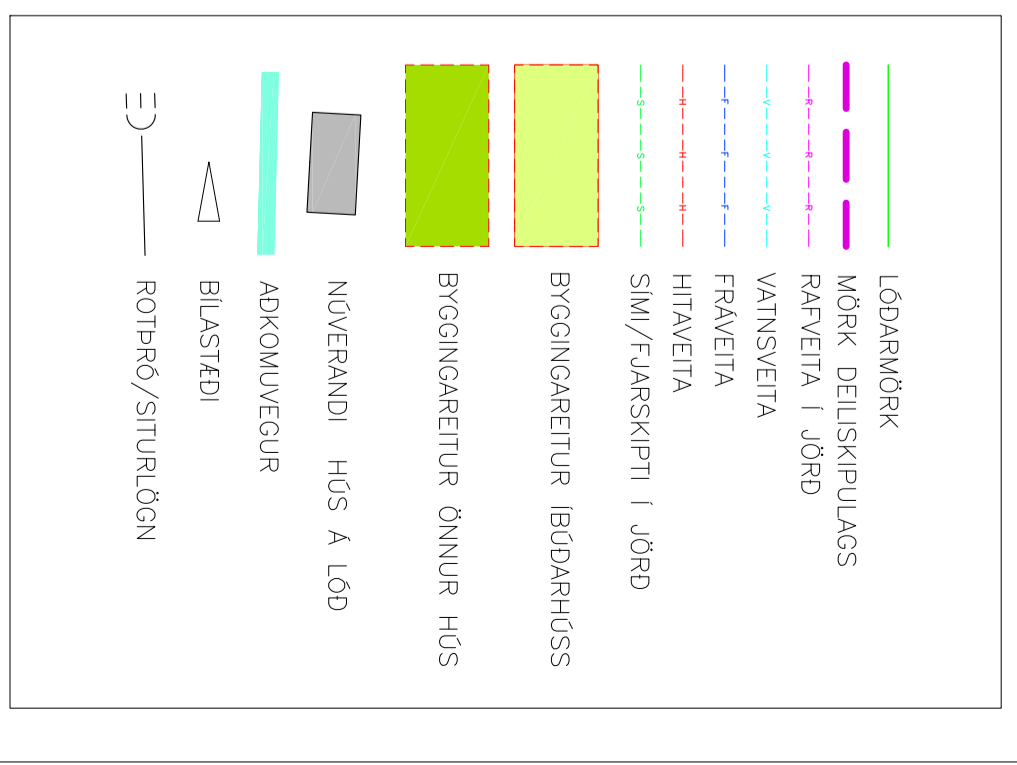 LÓÐARMÖRK
MÖRK DEILISKIPULAGS
R R R RAFVEITA Í JÖRÐ
V V V VATNSVEITA
F F F FRÁVEITA
H H H HITAVEITA
S S S SÍMI/FJARSKIPTI Í JÖRÐ
BYGGINGAREITUR ÍBÚÐARHÚSS
BYGGINGAREITUR ÖNNUR HÚS
NÚVERANDI HÚS Á LÓÐ
AÐKOMUVEGUR
BÍLASTÆÐI
ROTÞRÓ/SITURLÖGN